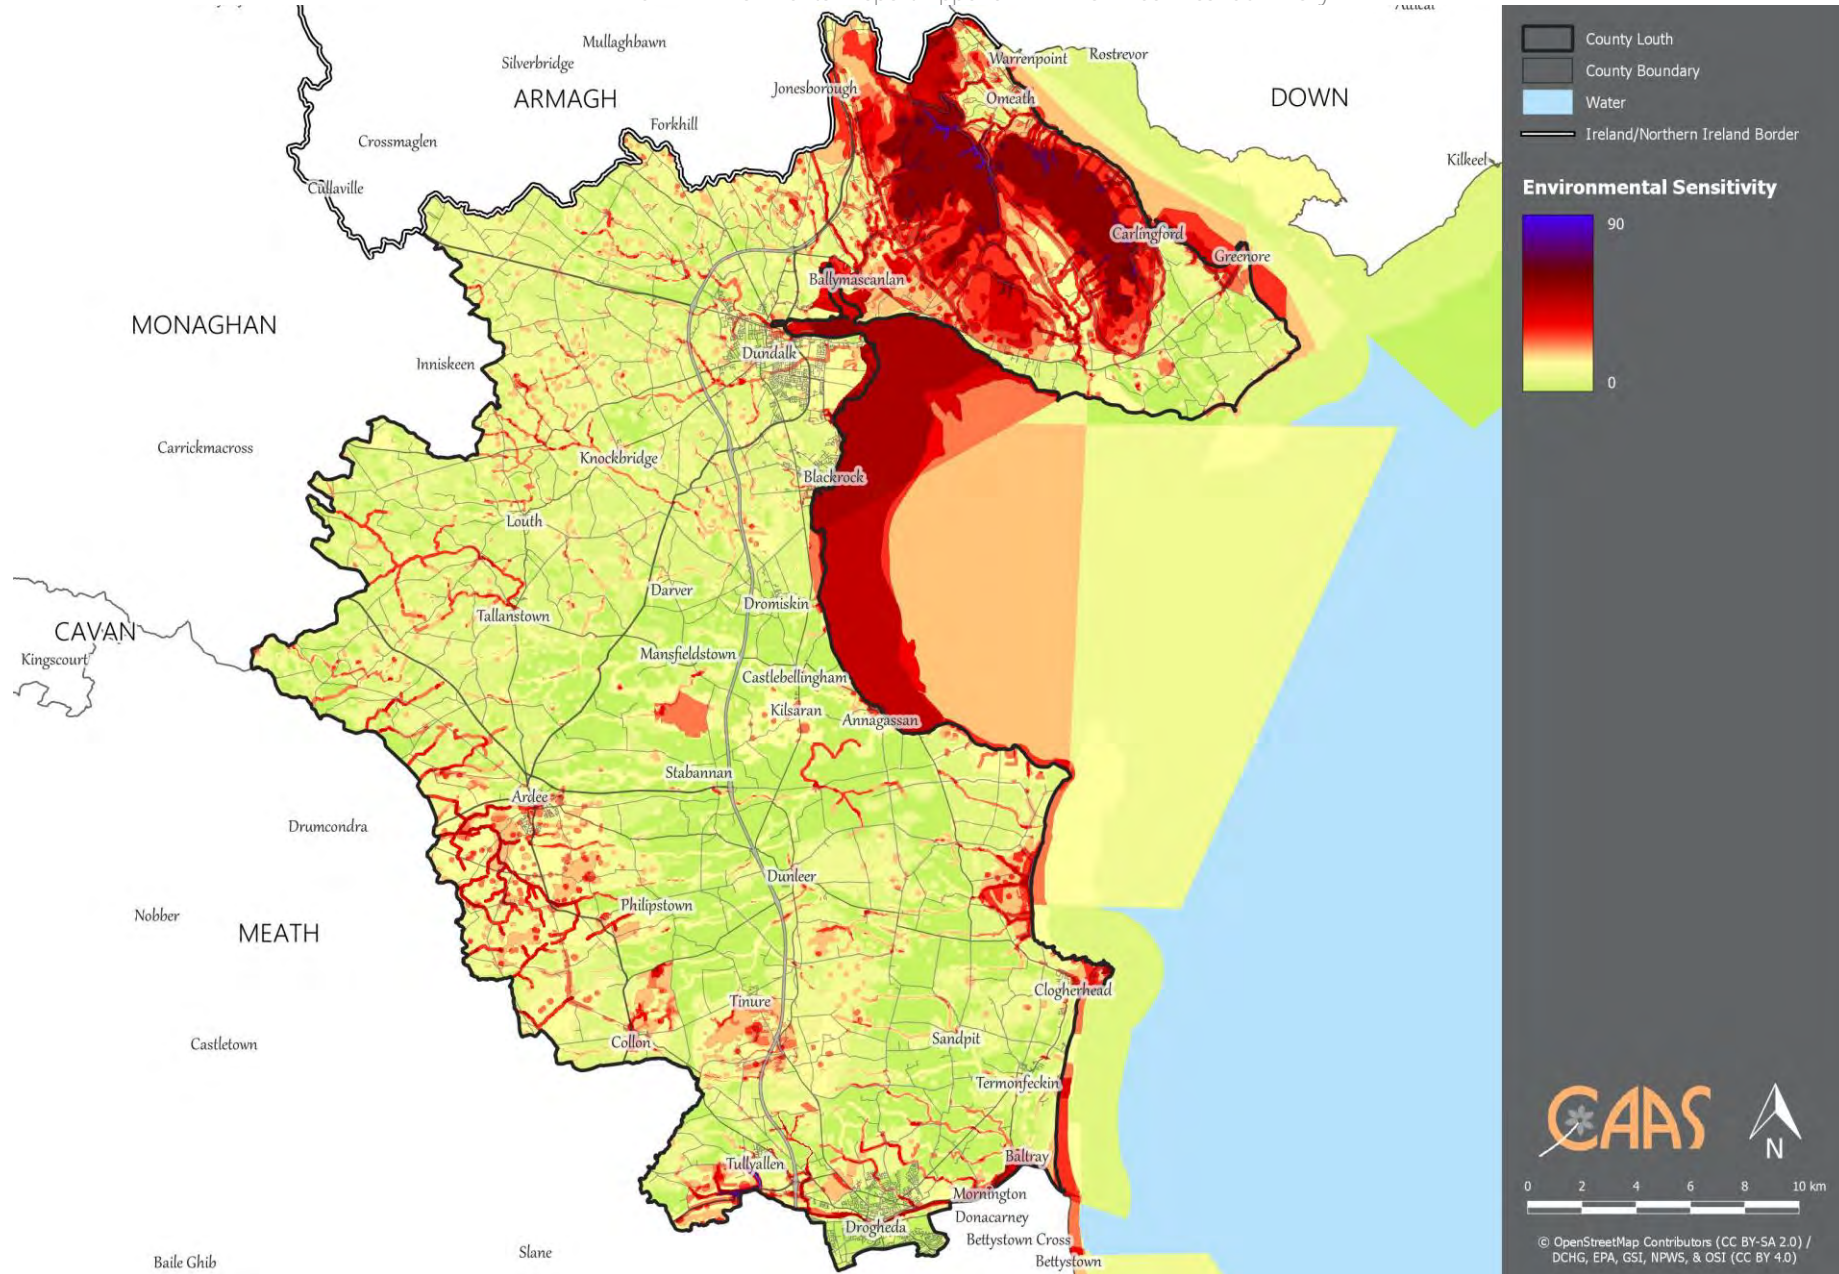 Mullaghbawn
Silverbridge
ARMAGH
Jonesborough
Warrenpoint
Rostrevor
Omeath
DOWN
Forkhill
Crossmaglen
Kilkeel
Cullaville
Carlingford
Greenore
Ballymascanlan
MONAGHAN
Inniskeen
Dundalk
Carrickmacross
Knockbridge
Blackrock
Louth
Darver
Dromiskin
Tallanstown
CAVAN
Kingscourt
Mansfieldstown
Castlebellingham
Kilsaran
Annagassan
Stabannan
Ardee
Drumcondra
Dunleer
Philipstown
Nobber
MEATH
Clogherhead
Tinure
Collon
Sandpit
Castletown
Termonfeckin
Tullyallen
Baltray
Mornington
Drogheda
Donacarney
Bettystown Cross
Bettystown
Slane
Baile Ghib
County Louth
County Boundary
Water
Ireland/Northern Ireland Border
Environmental Sensitivity
90
0
CAAS
N
0 2 4 6 8 10 km
© OpenStreetMap Contributors (CC BY-SA 2.0) /
DCHG, EPA, GSI, NPWS, & OSI (CC BY 4.0)